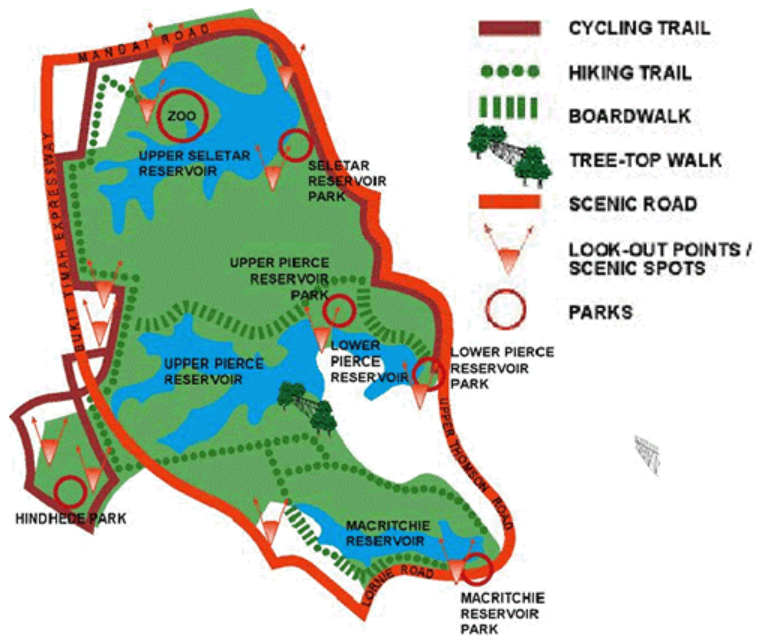 MANDAI ROAD
ZOO
UPPER SELETAR
RESERVOIR
SELETAR
RESERVOIR
PARK
BUKIT TIMAH EXPRESSWAY
UPPER PIERCE
RESERVOIR
PARK
UPPER PIERCE
RESERVOIR
LOWER
PIERCE
RESERVOIR
LOWER PIERCE
RESERVOIR
PARK
UPPER THOMSON ROAD
HINDHEDE PARK
MACRITCHIE
RESERVOIR
LORNIE ROAD
MACRITCHIE
RESERVOIR
PARK
CYCLING TRAIL
HIKING TRAIL
BOARDWALK
TREE-TOP WALK
SCENIC ROAD
LOOK-OUT POINTS /
SCENIC SPOTS
PARKS